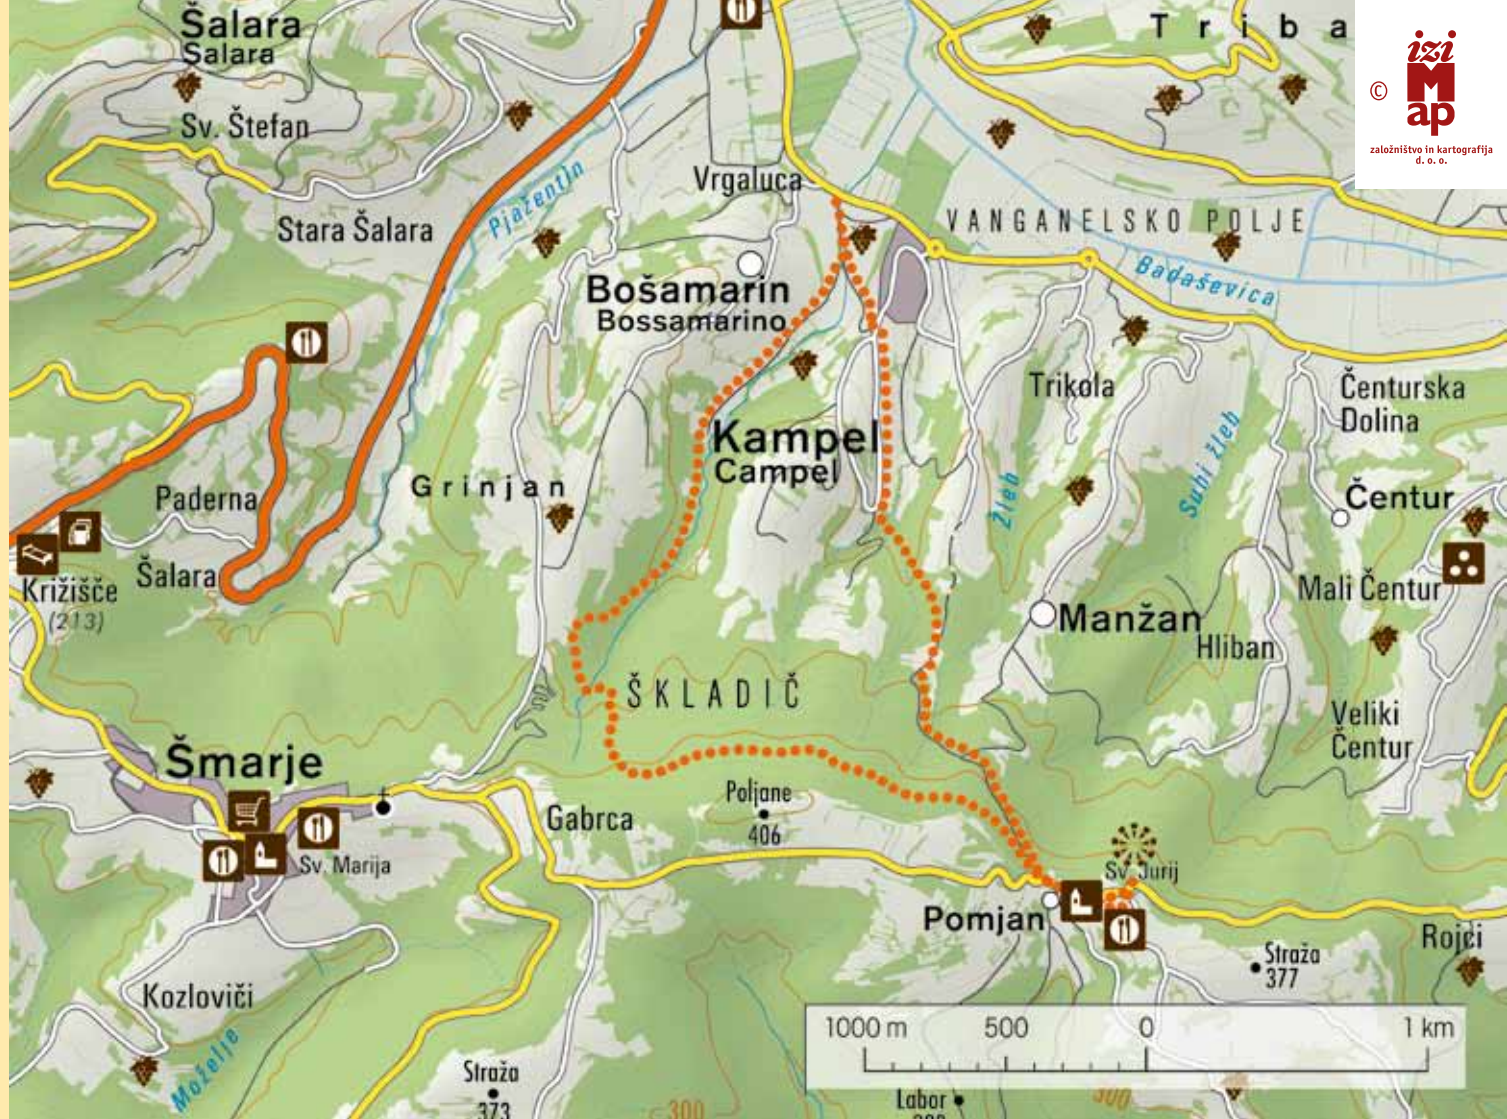 Šalara
Šalara
Triba
©
izi
Map
založništvo in kartografija
d. o. o.
Sv. Štefan
Pjažentin
Vrgaluca
Stara Šalara
VANGANELSKO POLJE
Badaševica
Bošamarin
Bossamarino
Trikola
Čenturska
Dolina
Kampel
Campel
Grinjan
Paderna
Žleb
Suhi žleb
Čentur
Križišče
(213)
Šalara
Mali Čentur
Manžan
Hliban
ŠKLADIČ
Veliki
Čentur
Šmarje
Gabrca
Poljane
406
Sv. Marija
Sv. Jurij
Pomjan
Rojci
Straža
377
Kozloviči
1000 m 500 0 1 km
Moželje
Straža
373
300
Labor
300